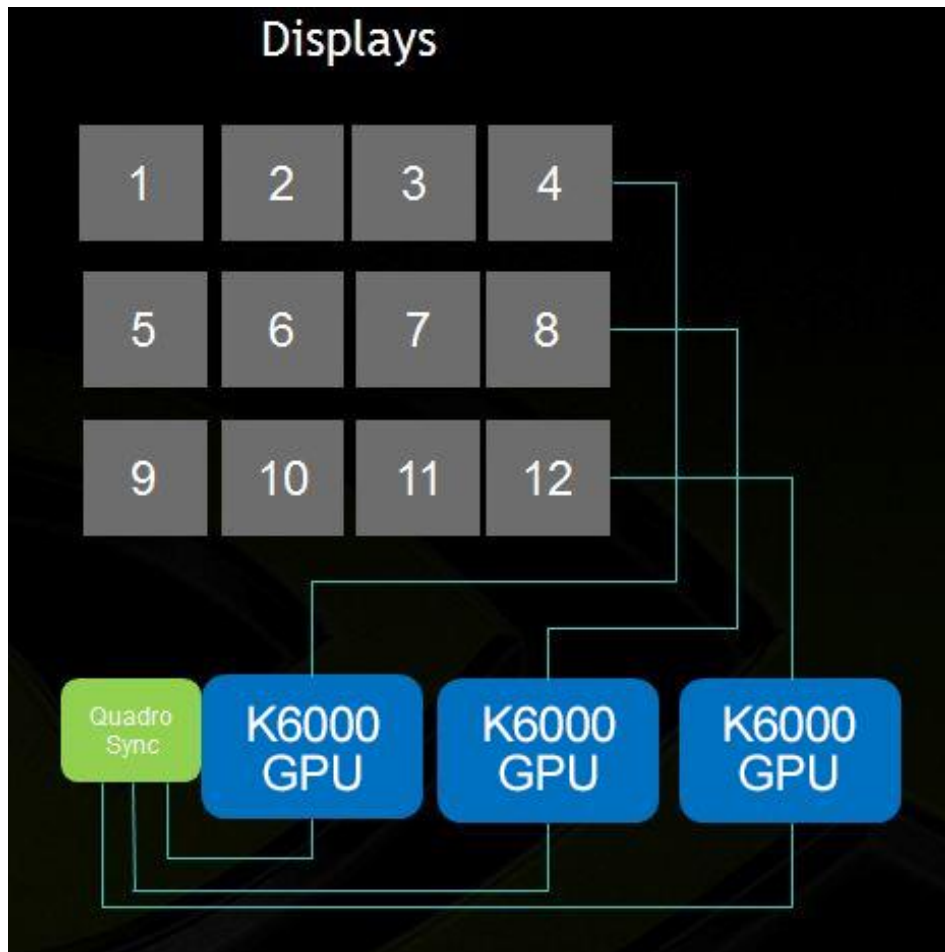 Displays
1 2 3 4
5 6 7 8
9 10 11 12
Quadro
Sync
K6000
GPU
K6000
GPU
K6000
GPU